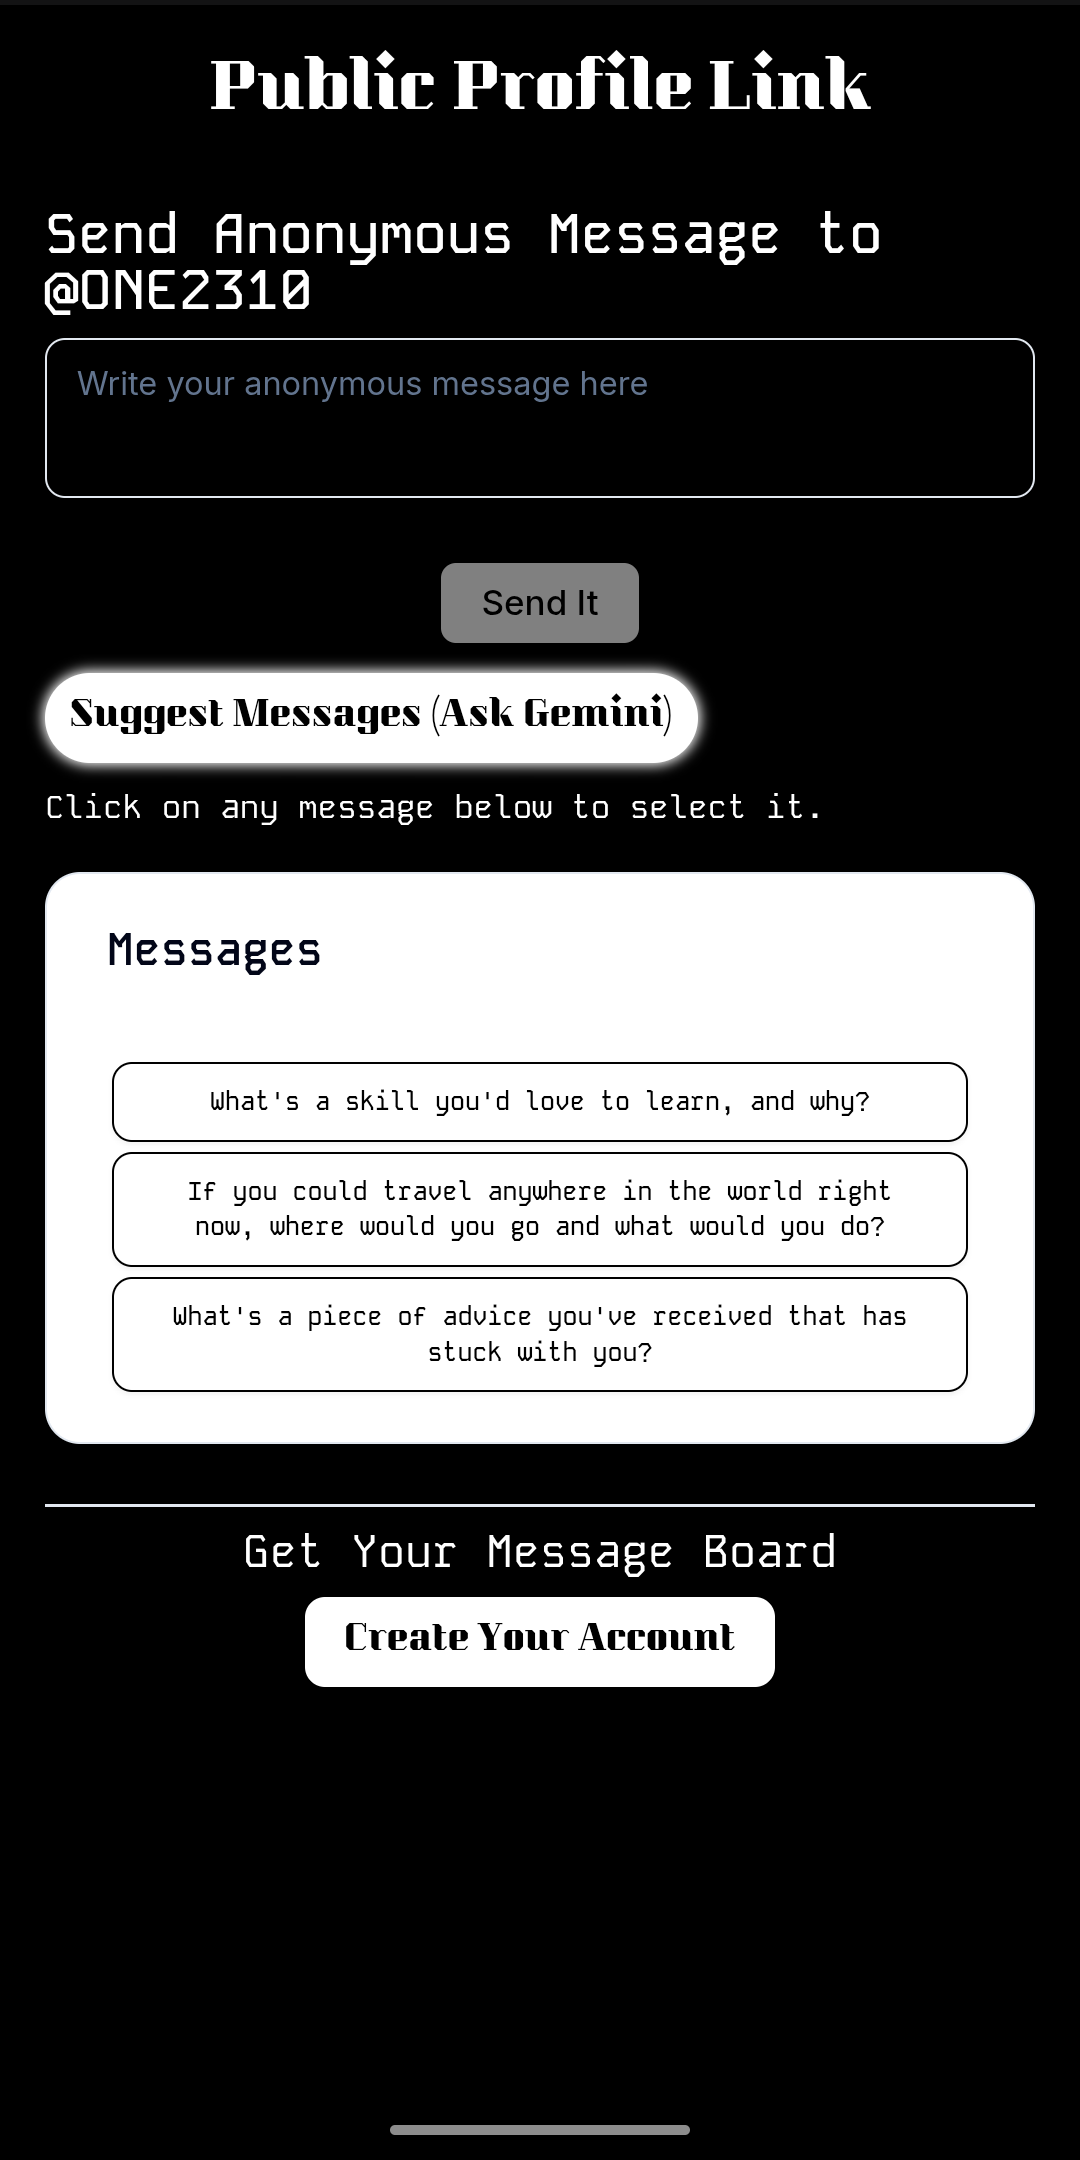 Public Profile Link
Send Anonymous Message to
@ONE2310
Write your anonymous message here
Send It
Suggest Messages (Ask Gemini)
Click on any message below to select it.
Messages
What's a skill you'd love to learn, and why?
If you could travel anywhere in the world right
now, where would you go and what would you do?
What's a piece of advice you've received that has
stuck with you?
Get Your Message Board
Create Your Account